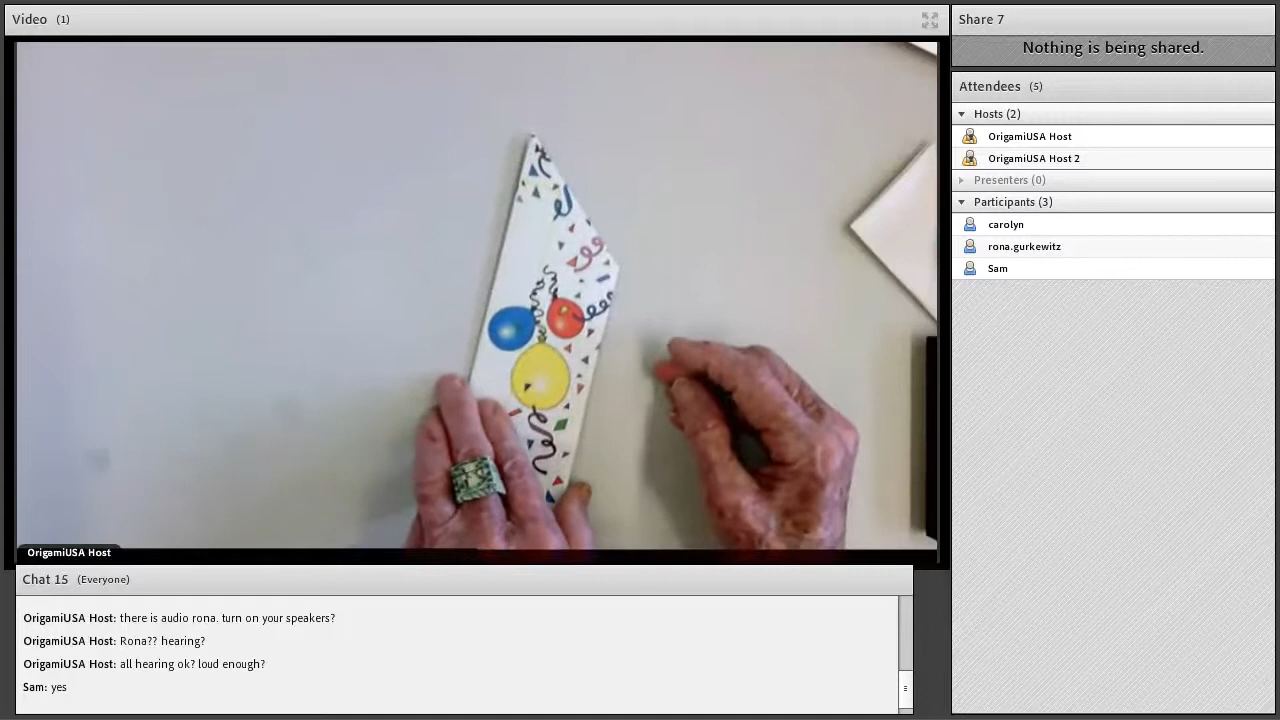 Video (1)
OrigamiUSA Host
Chat 15 (Everyone)
OrigamiUSA Host: there is audio rona. turn on your speakers?
OrigamiUSA Host: Rona?? hearing?
OrigamiUSA Host: all hearing ok? loud enough?
Sam: yes
Share 7
Nothing is being shared.
Attendees (5)
Hosts (2)
OrigamiUSA Host
OrigamiUSA Host 2
Presenters (0)
Participants (3)
carolyn
rona.gurkewitz
Sam